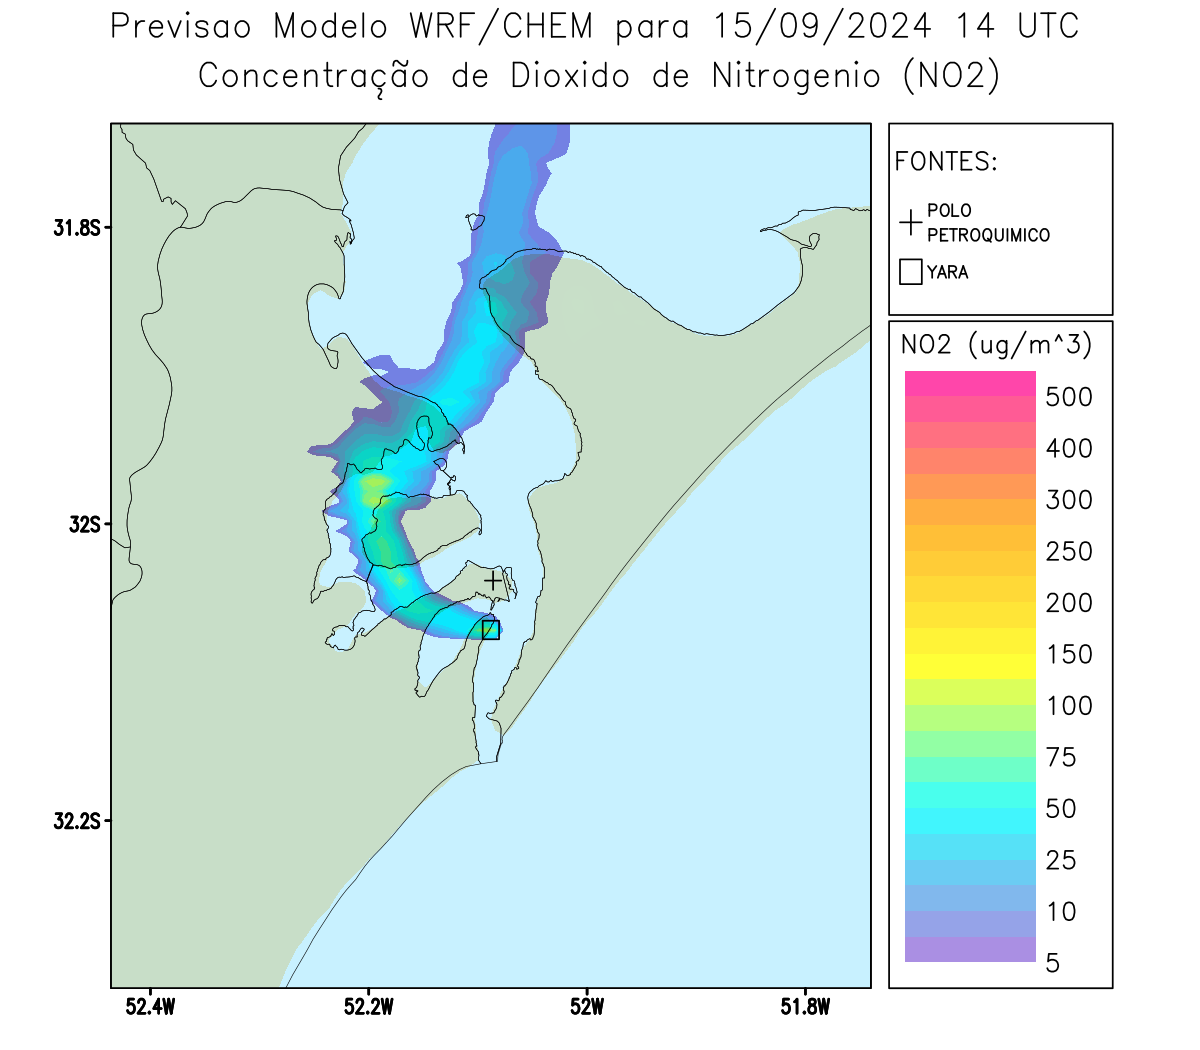 Previsao Modelo WRF/CHEM para 15/09/2024 14 UTC
Concentração de Dioxido de Nitrogenio (NO2)
FONTES:
POLO
PETROQUIMICO
YARA
NO2 (ug/m^3)
500
400
300
250
200
150
100
75
50
25
10
5
31.8S
32S
32.2S
52.4W
52.2W
52W
51.8W